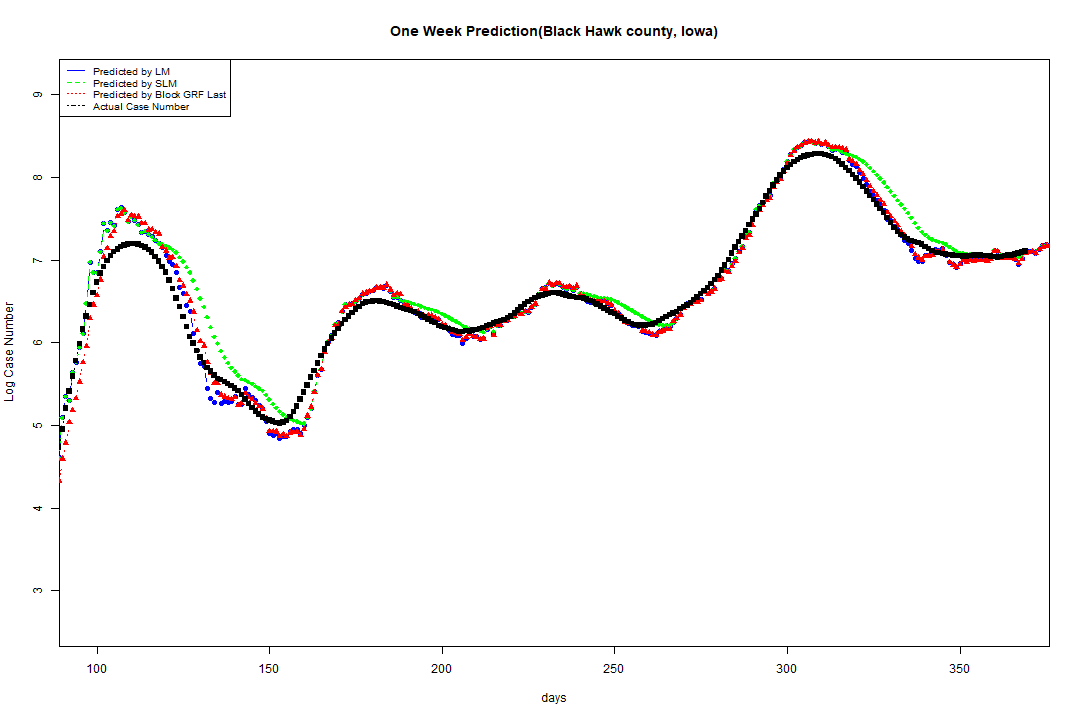 One Week Prediction(Black Hawk county, Iowa)
Predicted by LM
Predicted by SLM
Predicted by Block GRF Last
Actual Case Number
9
8
7
6
5
4
3
Log Case Number
100 150 200 250 300 350
days